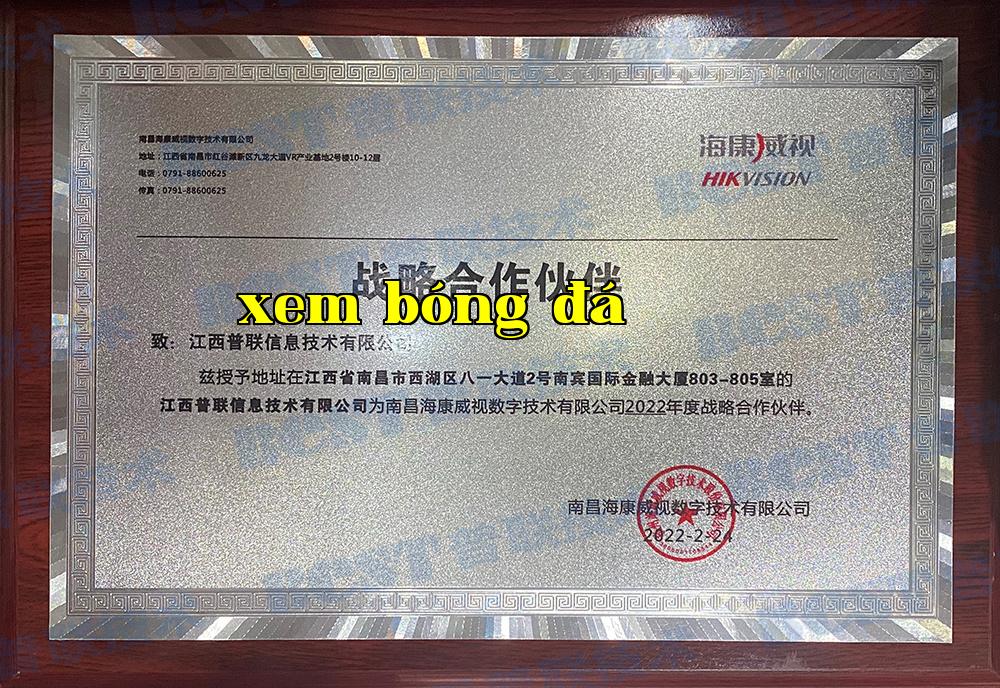 南昌海康威视数字技术有限公司
地址：江西省南昌市红谷滩新区九龙大道VR产业基地2号楼10-12层
电话：0791-88600625
传真：0791-88600625
海康威视
HIKVISION
战略合作伙伴
xem bóng đá
致：江西普联信息技术有限公司
兹授予地址在江西省南昌市西湖区八一大道2号南宾国际金融大厦803-805室的
江西普联信息技术有限公司为南昌海康威视数字技术有限公司2022年度战略合作伙伴。
南昌海康威视数字技术有限公司
2022-2-24